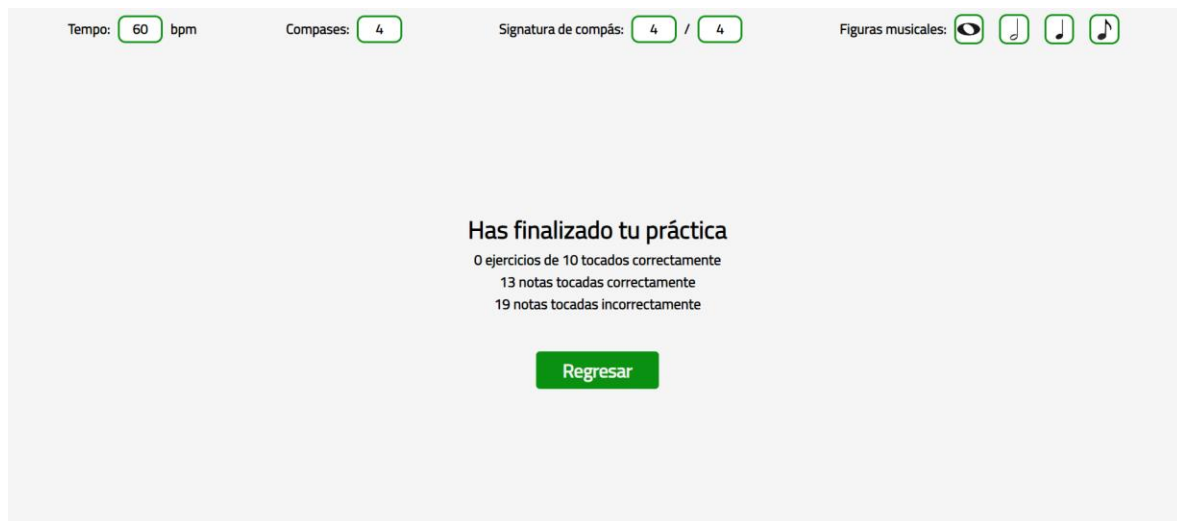 Tempo: 60 bpm Compases: 4 Signatura de compás: 4 / 4 Figuras musicales:
Has finalizado tu práctica
0 ejercicios de 10 tocados correctamente
13 notas tocadas correctamente
19 notas tocadas incorrectamente
Regresar